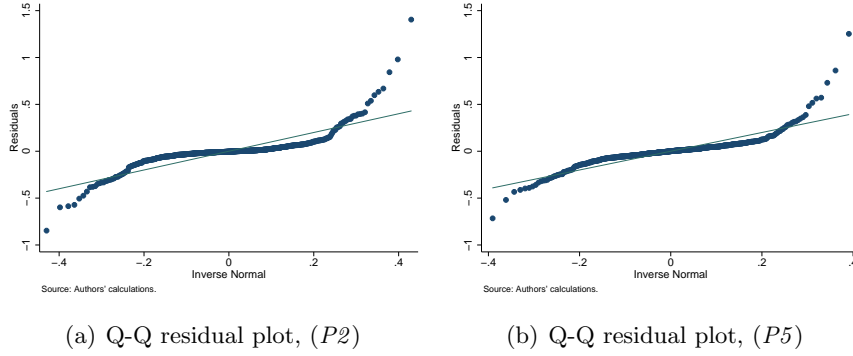 1.5
1
.5
0
-.5
-1
Residuals
-.4
-.2
0
.2
.4
Inverse Normal
Source: Authors' calculations.
(a) Q-Q residual plot, (P2)
1.5
1
.5
0
-.5
-1
Residuals
-.4
-.2
0
.2
.4
Inverse Normal
Source: Authors' calculations.
(b) Q-Q residual plot, (P5)